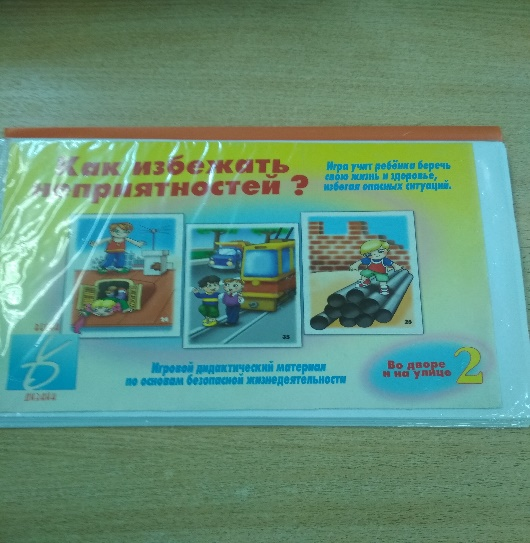 Как избежать
неприятностей ?
Игра учит ребёнка беречь
свою жизнь и здоровье,
избегая опасных ситуаций.
25
Игровой дидактический материал
по основам безопасной жизнедеятельности
Во дворе
и на улице
2